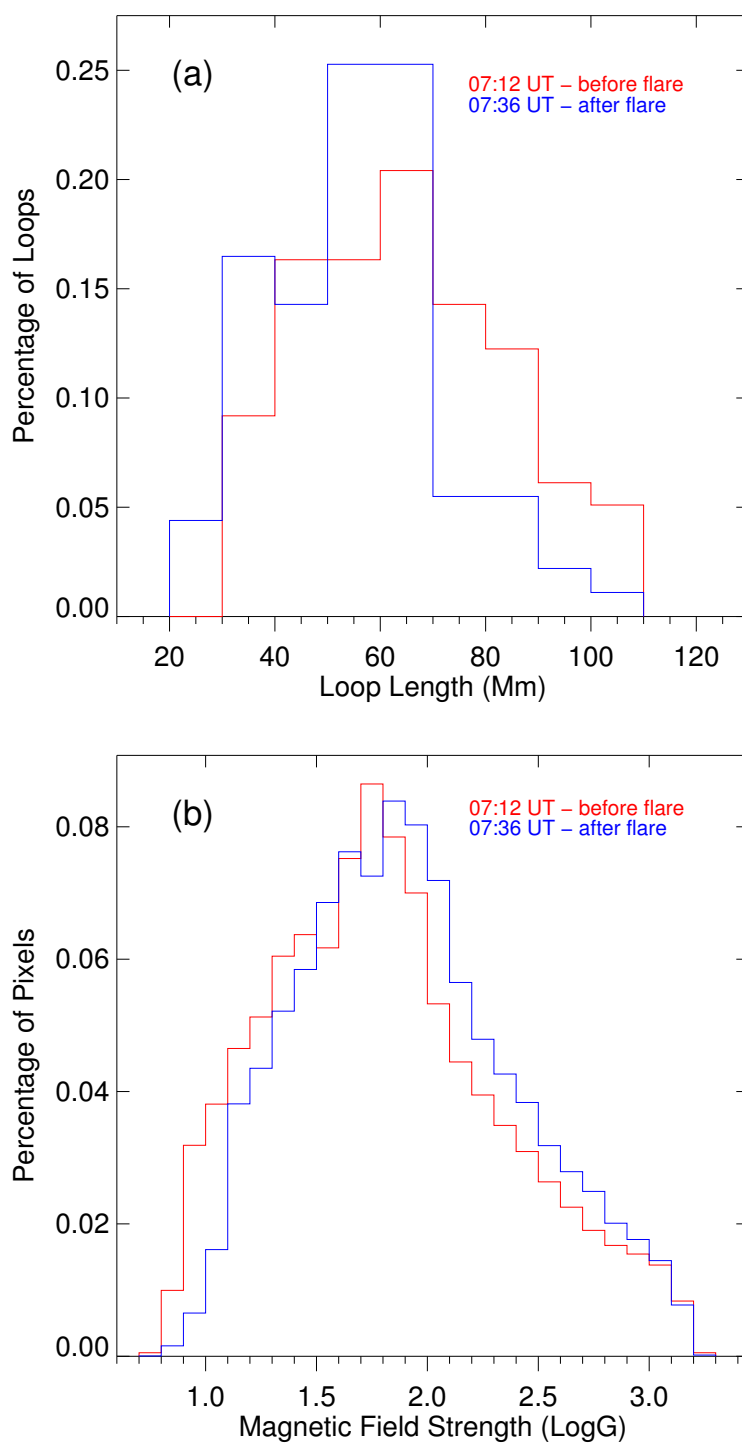 (a)
07:12 UT − before flare
07:36 UT − after flare
0.25
0.20
0.15
0.10
0.05
0.00
Percentage of Loops
20 40 60 80 100 120
Loop Length (Mm)
(b)
07:12 UT − before flare
07:36 UT − after flare
0.08
0.06
0.04
0.02
0.00
Percentage of Pixels
1.0 1.5 2.0 2.5 3.0
Magnetic Field Strength (LogG)